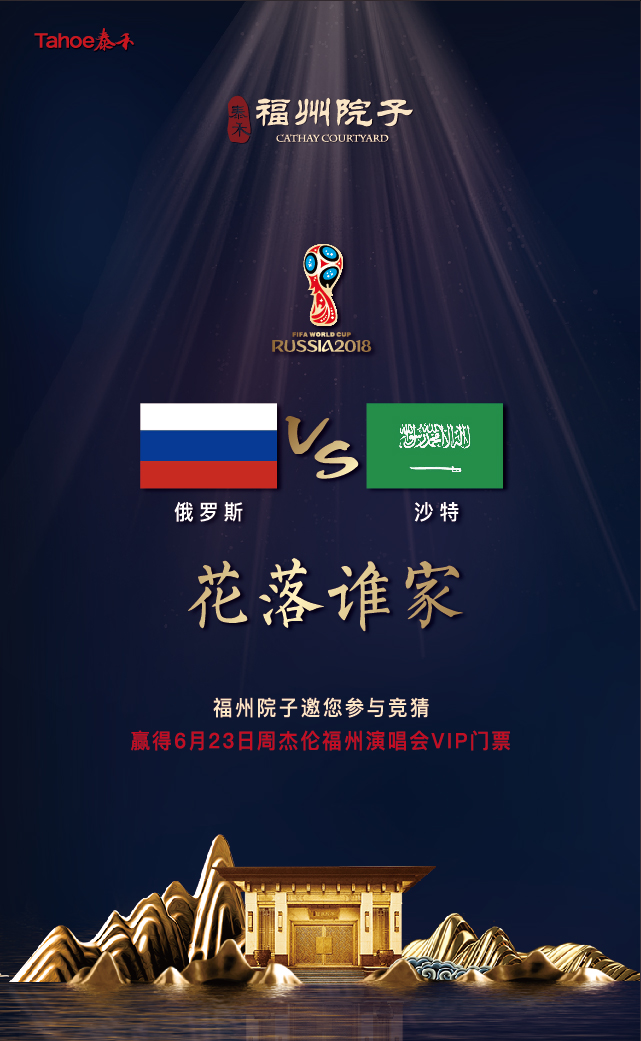 Tahoe泰禾
泰禾
福州院子
CATHAY COURTYARD
FIFA WORLD CUP
RUSSIA2018
VS
俄罗斯
沙特
花落谁家
福州院子邀您参与竞猜
赢得6月23日周杰伦福州演唱会VIP门票